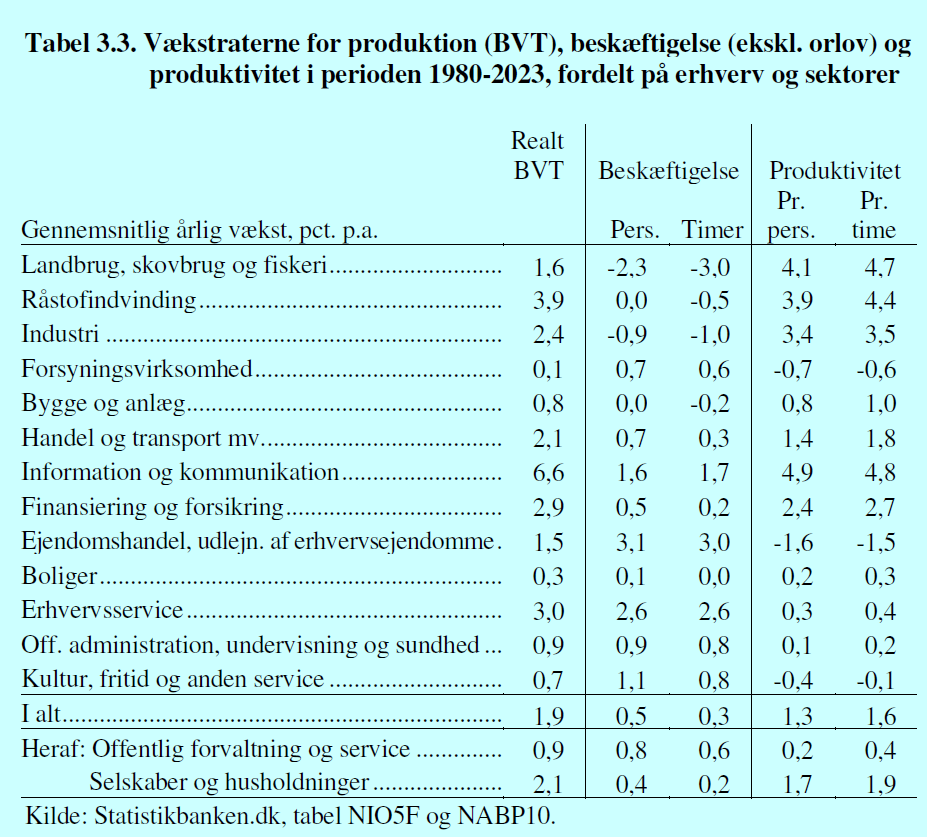 Tabel 3.3. Vækstraterne for produktion (BVT), beskæftigelse (ekskl. orlov) og
produktivitet i perioden 1980-2023, fordelt på erhverv og sektorer
Realt
BVT Beskæftigelse Produktivitet
Pr. Pr.
Gennemsnitlig årlig vækst, pct. p.a. Pers. Timer pers. time
Landbrug, skovbrug og fiskeri 1,6 -2,3 -3,0 4,1 4,7
Råstofindvinding 3,9 0,0 -0,5 3,9 4,4
Industri 2,4 -0,9 -1,0 3,4 3,5
Forsyningsvirksomhed 0,1 0,7 0,6 -0,7 -0,6
Bygge og anlæg 0,8 0,0 -0,2 0,8 1,0
Handel og transport mv. 2,1 0,7 0,3 1,4 1,8
Information og kommunikation 6,6 1,6 1,7 4,9 4,8
Finansiering og forsikring 2,9 0,5 0,2 2,4 2,7
Ejendomshandel, udlejn. af erhvervsejendomme. 1,5 3,1 3,0 -1,6 -1,5
Boliger 0,3 0,1 0,0 0,2 0,3
Erhvervsservice 3,0 2,6 2,6 0,3 0,4
Off. administration, undervisning og sundhed ... 0,9 0,9 0,8 0,1 0,2
Kultur, fritid og anden service 0,7 1,1 0,8 -0,4 -0,1
I alt 1,9 0,5 0,3 1,3 1,6
Heraf: Offentlig forvaltning og service 0,9 0,8 0,6 0,2 0,4
Selskaber og husholdninger 2,1 0,4 0,2 1,7 1,9
Kilde: Statistikbanken.dk, tabel NIO5F og NABP10.